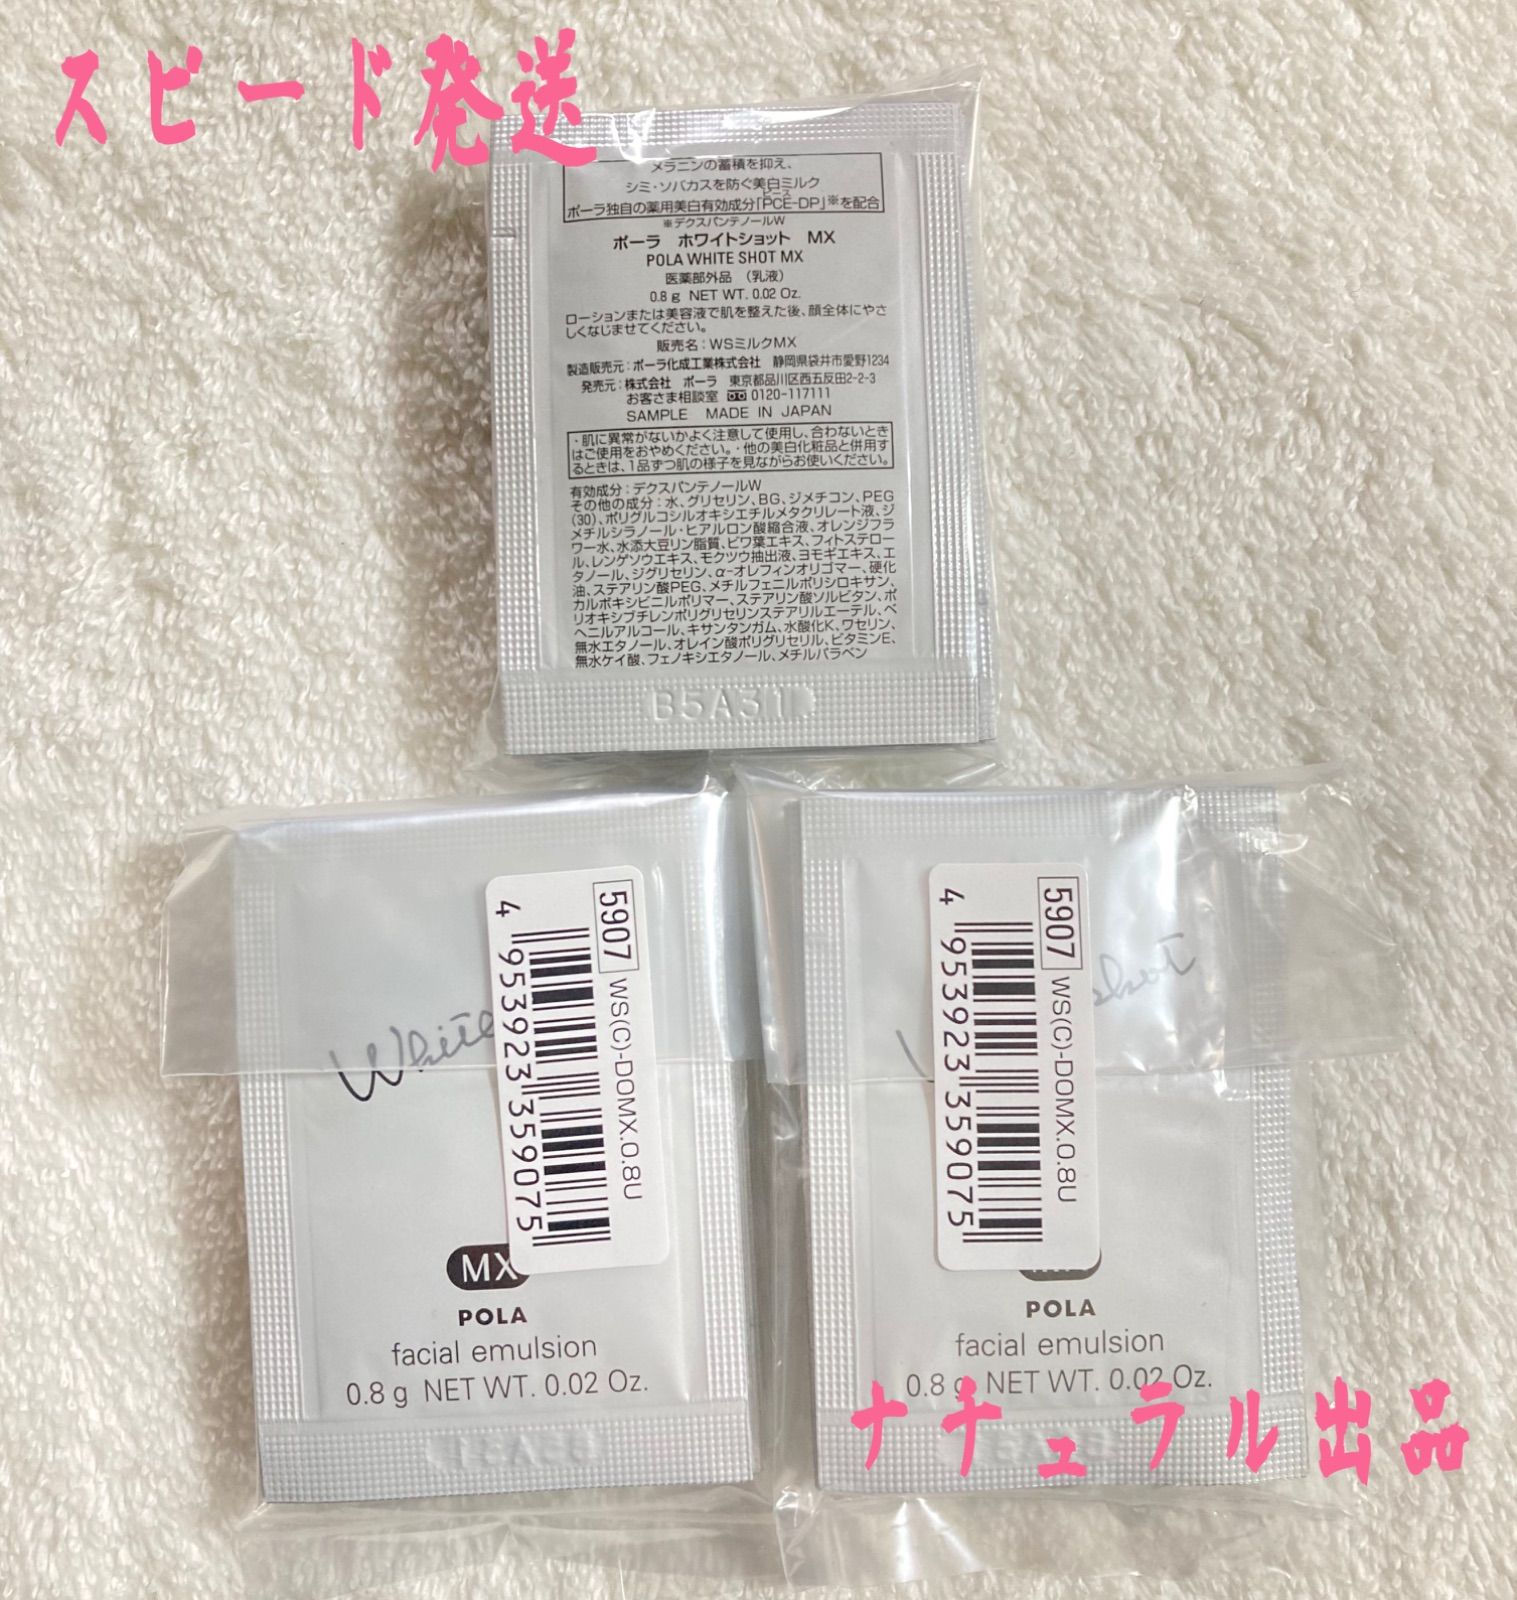 スピード発送
メラニンの蓄積を抑え、
シミ・ソバカスを防ぐ美白ミルク
ピース
ポーラ独自の薬用美白有効成分｢PCE-DP｣※を配合
※デクスパンテノールW
ポーラ ホワイトショット MX
POLA WHITE SHOT MX
医薬部外品 （乳液）
0.8 g NET WT. 0.02 Oz.
ローションまたは美容液で肌を整えた後、顔全体にやさ
しくなじませてください。
販売名：WSミルクMX
製造販売元：ポーラ化成工業株式会社 静岡県袋井市愛野1234
発売元：株式会社 ポーラ 東京都品川区西五反田2-2-3
お客さま相談室 0120-117111
SAMPLE MADE IN JAPAN
・肌に異常がないかよく注意して使用し、合わないとき
はご使用をおやめください。・他の美白化粧品と併用す
るときは、1品ずつ肌の様子を見ながらお使いください。
有効成分：デクスパンテノールW
その他の成分：水、グリセリン、BG、ジメチコン、PEG
(30)、ポリグルコシルオキシエチルメタクリレート液、ジ
メチルシラノール・ヒアルロン酸縮合液、オレンジフラ
ワー水、水添大豆リン脂質、ビワ葉エキス、フィトステロー
ル、レンゲソウエキス、モクツウ抽出液、ヨモギエキス、エ
タノール、ジグリセリン、α-オレフィンオリゴマー、硬化
油、ステアリン酸PEG、メチルフェニルポリシロキサン、
カルボキシビニルポリマー、ステアリン酸ソルビタン、ポ
リオキシブチレンポリグリセリンステアリルエーテル、ベ
ヘニルアルコール、キサンタンガム、水酸化K、ワセリン、
無水エタノール、オレイン酸ポリグリセリル、ビタミンE、
無水ケイ酸、フェノキシエタノール、メチルパラベン
B5A31
White
5907 WS(C)-DOMX.0.8U
4 953923 359075
MX
POLA
facial emulsion
0.8 g NET WT. 0.02 Oz.
shot
5907 WS(C)-DOMX.0.8U
4 953923 359075
POLA
facial emulsion
0.8 g NET WT. 0.02 Oz.
ナチュラル出品